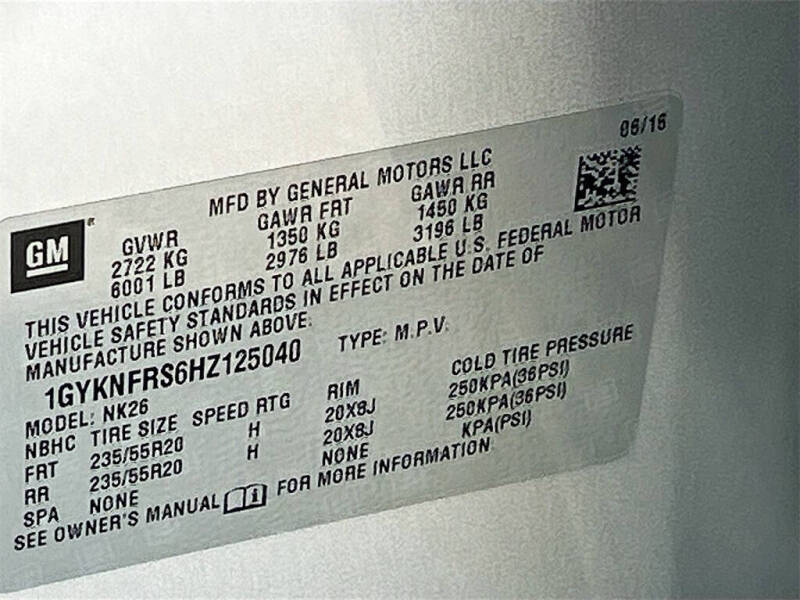 06/16
MFD BY GENERAL MOTORS LLC
GM
GVWR GAWR FRT GAWR RR
2722 KG 1350 KG 1450 KG
6001 LB 2976 LB 3196 LB
THIS VEHICLE CONFORMS TO ALL APPLICABLE U.S. FEDERAL MOTOR
VEHICLE SAFETY STANDARDS IN EFFECT ON THE DATE OF
MANUFACTURE SHOWN ABOVE.
1GYKNFRS6HZ125040 TYPE: M.P.V.
MODEL: NK26
NBHC TIRE SIZE SPEED RTG RIM COLD TIRE PRESSURE
FRT 235/55R20 H 20X8J 250KPA(36PSI)
RR 235/55R20 H 20X8J 250KPA(36PSI)
SPA NONE NONE KPA(PSI)
SEE OWNER'S MANUAL FOR MORE INFORMATION